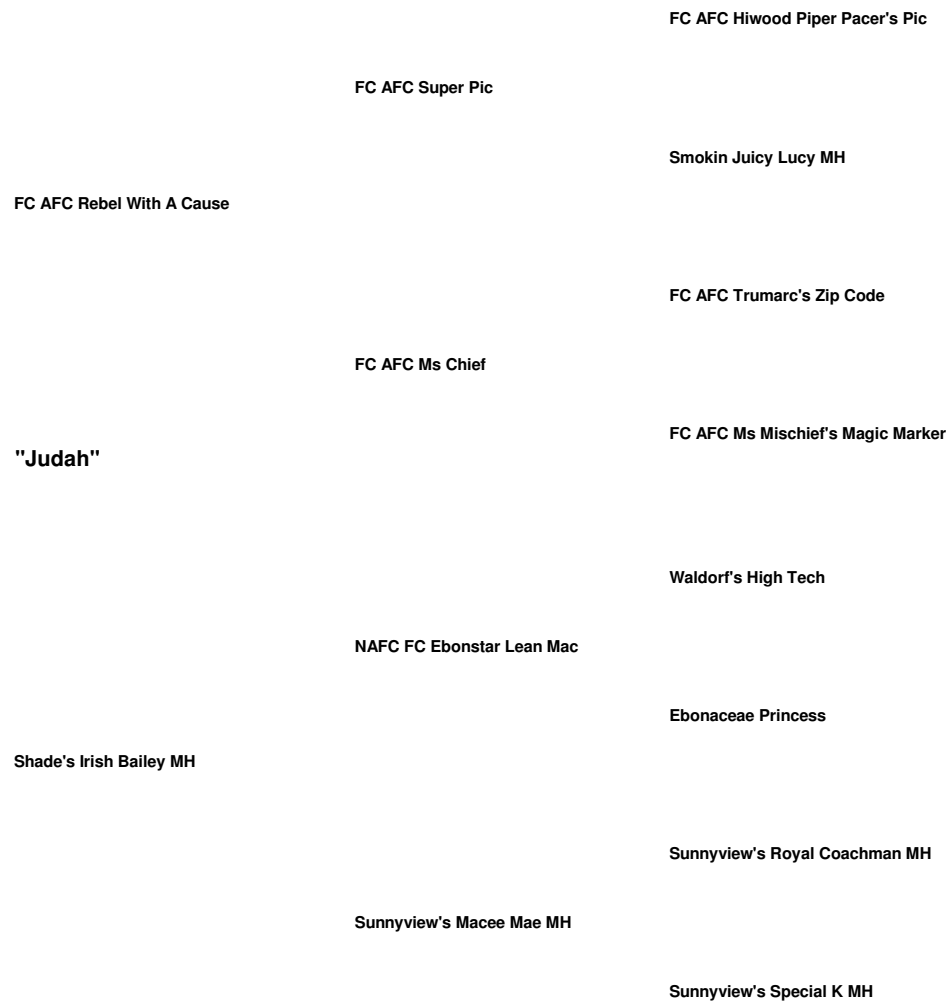 FC AFC Hiwood Piper Pacer's Pic
FC AFC Super Pic
Smokin Juicy Lucy MH
FC AFC Rebel With A Cause
FC AFC Trumarc's Zip Code
FC AFC Ms Chief
FC AFC Ms Mischief's Magic Marker
"Judah"
Waldorf's High Tech
NAFC FC Ebonstar Lean Mac
Ebonaceae Princess
Shade's Irish Bailey MH
Sunnyview's Royal Coachman MH
Sunnyview's Macee Mae MH
Sunnyview's Special K MH